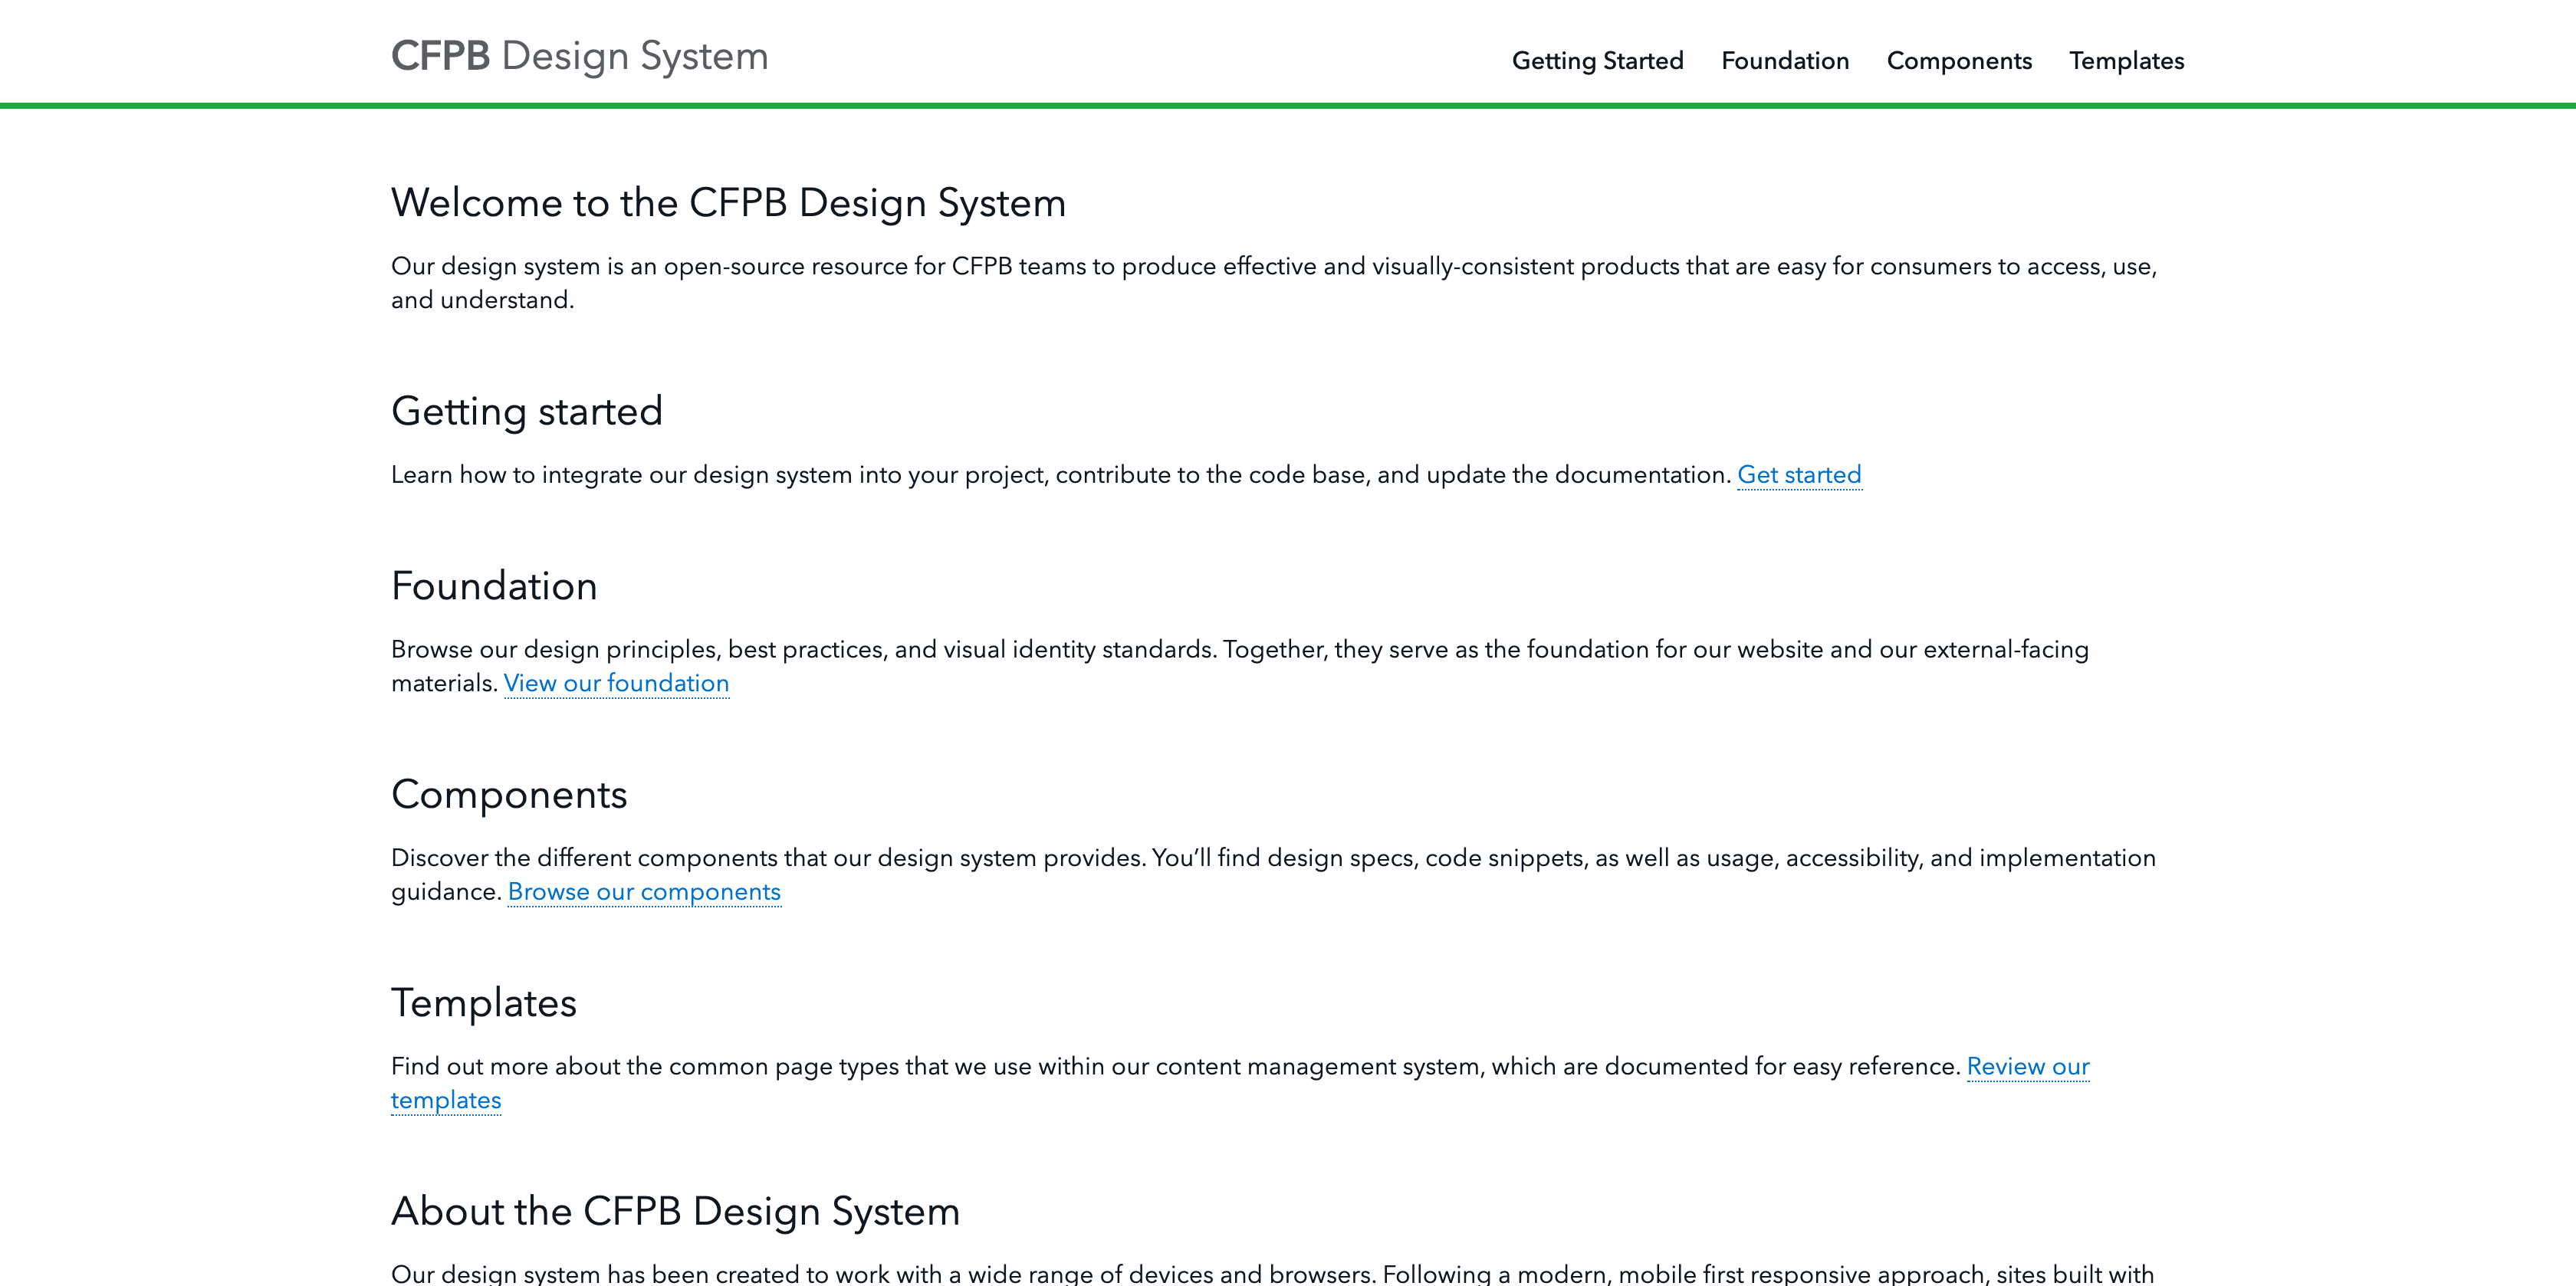 CFPB Design System
Getting Started Foundation Components Templates
Welcome to the CFPB Design System
Our design system is an open-source resource for CFPB teams to produce effective and visually-consistent products that are easy for consumers to access, use,
and understand.
Getting started
Learn how to integrate our design system into your project, contribute to the code base, and update the documentation. Get started
Foundation
Browse our design principles, best practices, and visual identity standards. Together, they serve as the foundation for our website and our external-facing
materials. View our foundation
Components
Discover the different components that our design system provides. You’ll find design specs, code snippets, as well as usage, accessibility, and implementation
guidance. Browse our components
Templates
Find out more about the common page types that we use within our content management system, which are documented for easy reference. Review our
templates
About the CFPB Design System
Our design system has been created to work with a wide range of devices and browsers. Following a modern, mobile first responsive approach, sites built with